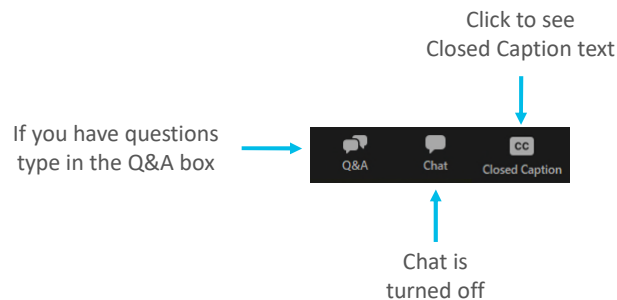 Click to see
Closed Caption text
If you have questions
type in the Q&A box
CC
Q&A
Chat
Closed Caption
Chat is
turned off